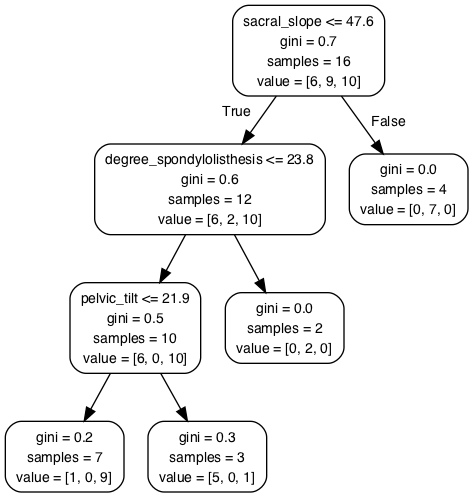 sacral_slope <= 47.6
gini = 0.7
samples = 16
value = [6, 9, 10]
True
False
degree_spondylolisthesis <= 23.8
gini = 0.6
samples = 12
value = [6, 2, 10]
gini = 0.0
samples = 4
value = [0, 7, 0]
pelvic_tilt <= 21.9
gini = 0.5
samples = 10
value = [6, 0, 10]
gini = 0.0
samples = 2
value = [0, 2, 0]
gini = 0.2
samples = 7
value = [1, 0, 9]
gini = 0.3
samples = 3
value = [5, 0, 1]